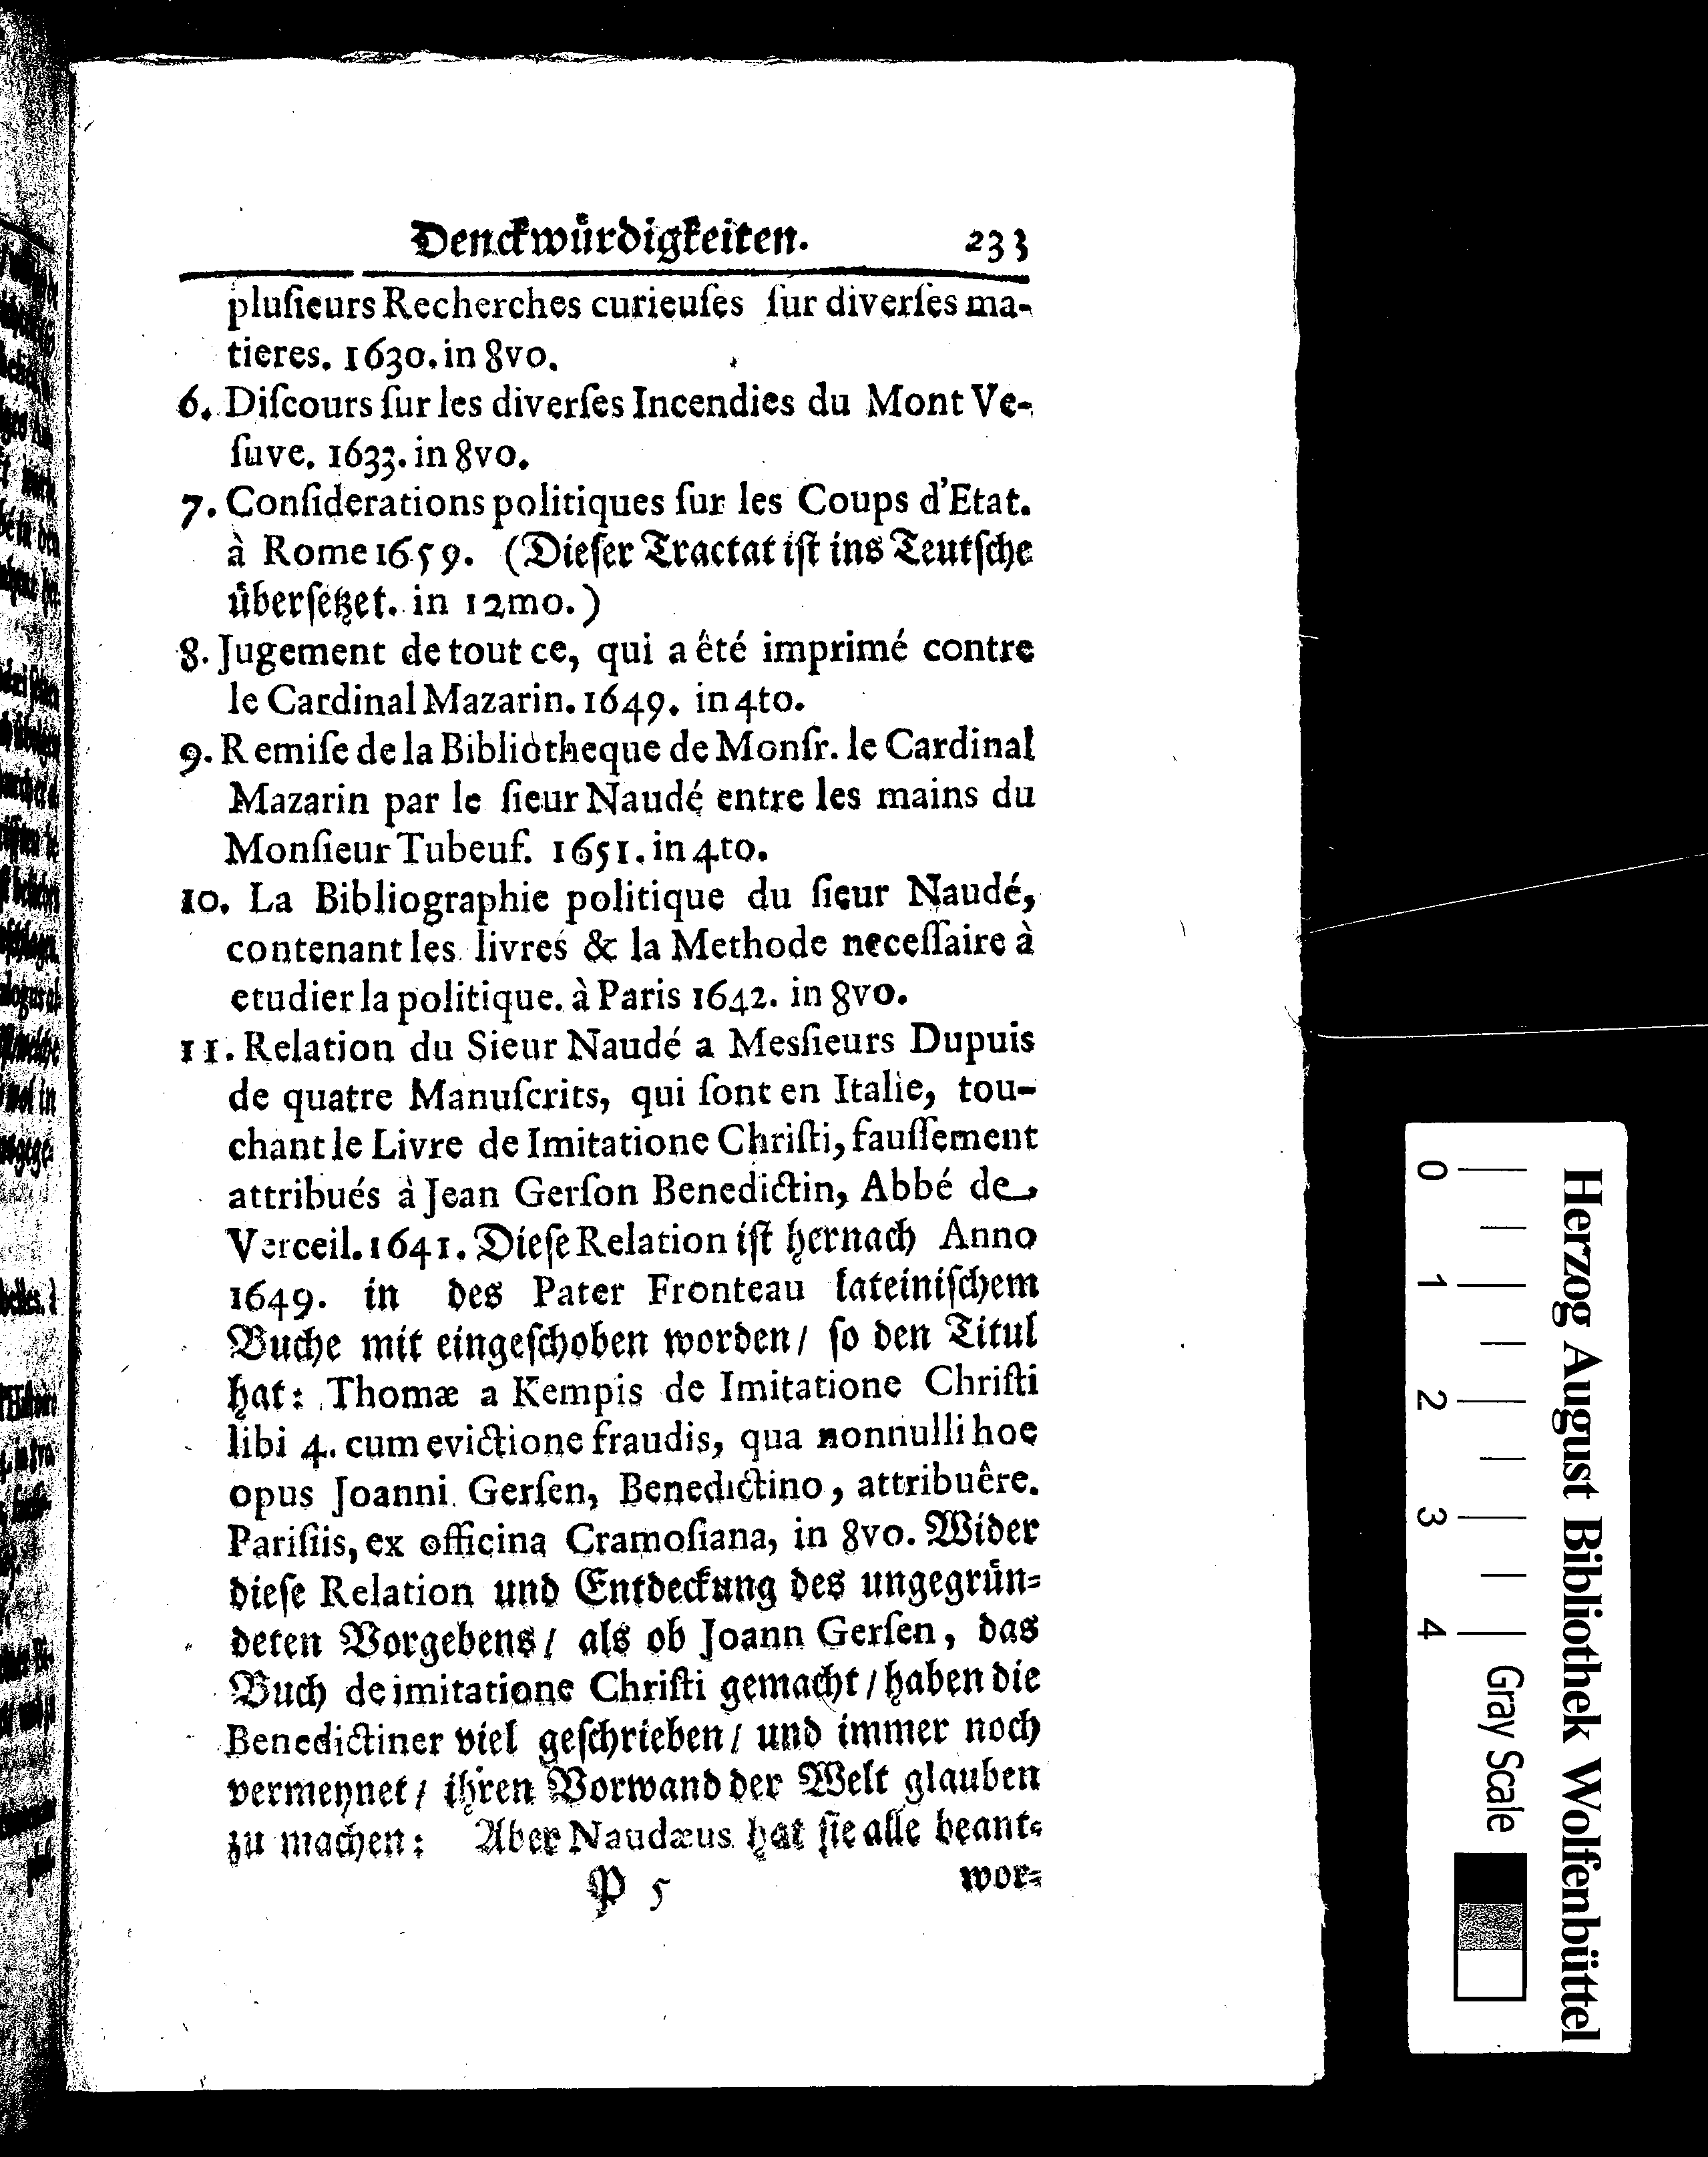 Denckwürdigkeiten. 233
pluſieurs Recherches curieuſes ſur diverſes ma-
tieres. 1630. in 8vo.
6. Diſcours ſur les diverſes Incendies du Mont Ve-
ſuve. 1633. in 8vo.
7. Conſiderations politiques ſur les Coups d'Etat.
à Rome 1659. (Dieſer Tractat iſt ins Teutſche
überſetzet. in 12mo.)
8. Jugement de tout ce, qui a êté imprimé contre
le Cardinal Mazarin. 1649. in 4to.
9. Remiſe de la Bibliotheque de Monſr. le Cardinal
Mazarin par le ſieur Naudé entre les mains du
Monſieur Tubeuf. 1651. in 4to.
10. La Bibliographie politique du ſieur Naudé,
contenant les livres & la Methode neceſſaire à
etudier la politique. à Paris 1642. in 8vo.
11. Relation du Sieur Naudé a Mesſieurs Dupuis
de quatre Manuſcrits, qui ſont en Italie, tou-
chant le Livre de Imitatione Chriſti, fauſſement
attribués à Jean Gerſon Benedictin, Abbé de
Verceil. 1641. Dieſe Relation iſt hernach Anno
1649. in des Pater Fronteau lateiniſchem
Buche mit eingeſchoben worden / ſo den Titul
hat: Thomæ a Kempis de Imitatione Chriſti
libi 4. cum evictione fraudis, qua nonnulli hoc
opus Joanni Gerſen, Benedictino, attribuêre.
Pariſiis, ex officina Cramoſiana, in 8vo. Wider
dieſe Relation und Entdeckung des ungegrün-
deten Vorgebens / als ob Joann Gerſen, das
Buch de imitatione Chriſti gemacht / haben die
Benedictiner viel geſchrieben / und immer noch
vermeynet / ihren Vorwand der Welt glauben
zu machen: Aber Naudæus hat ſie alle beant-
P 5 wor-
Herzog August Bibliothek Wolfenbüttel
0 1 2 3 4 Gray Scale